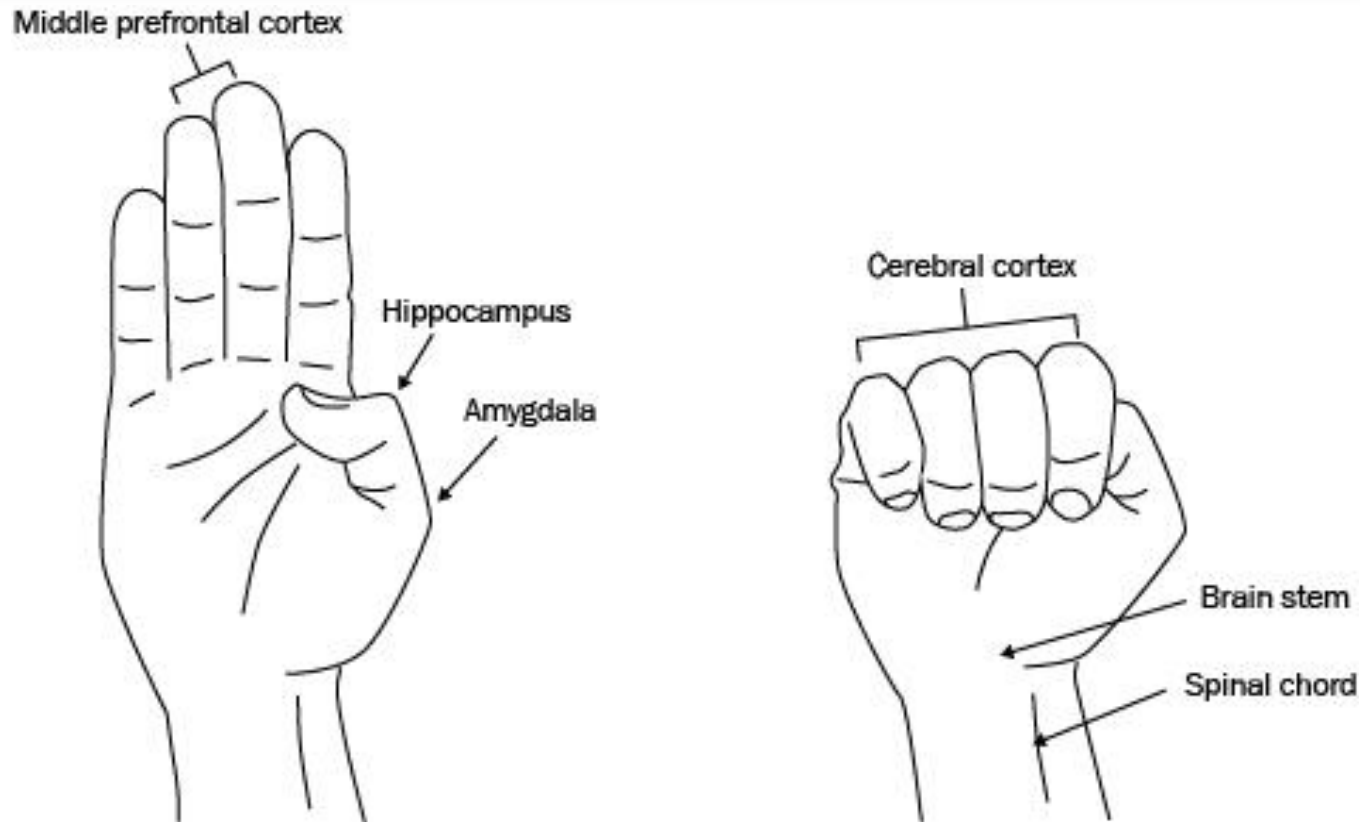 Middle prefrontal cortex
Hippocampus
Amygdala
Cerebral cortex
Brain stem
Spinal chord